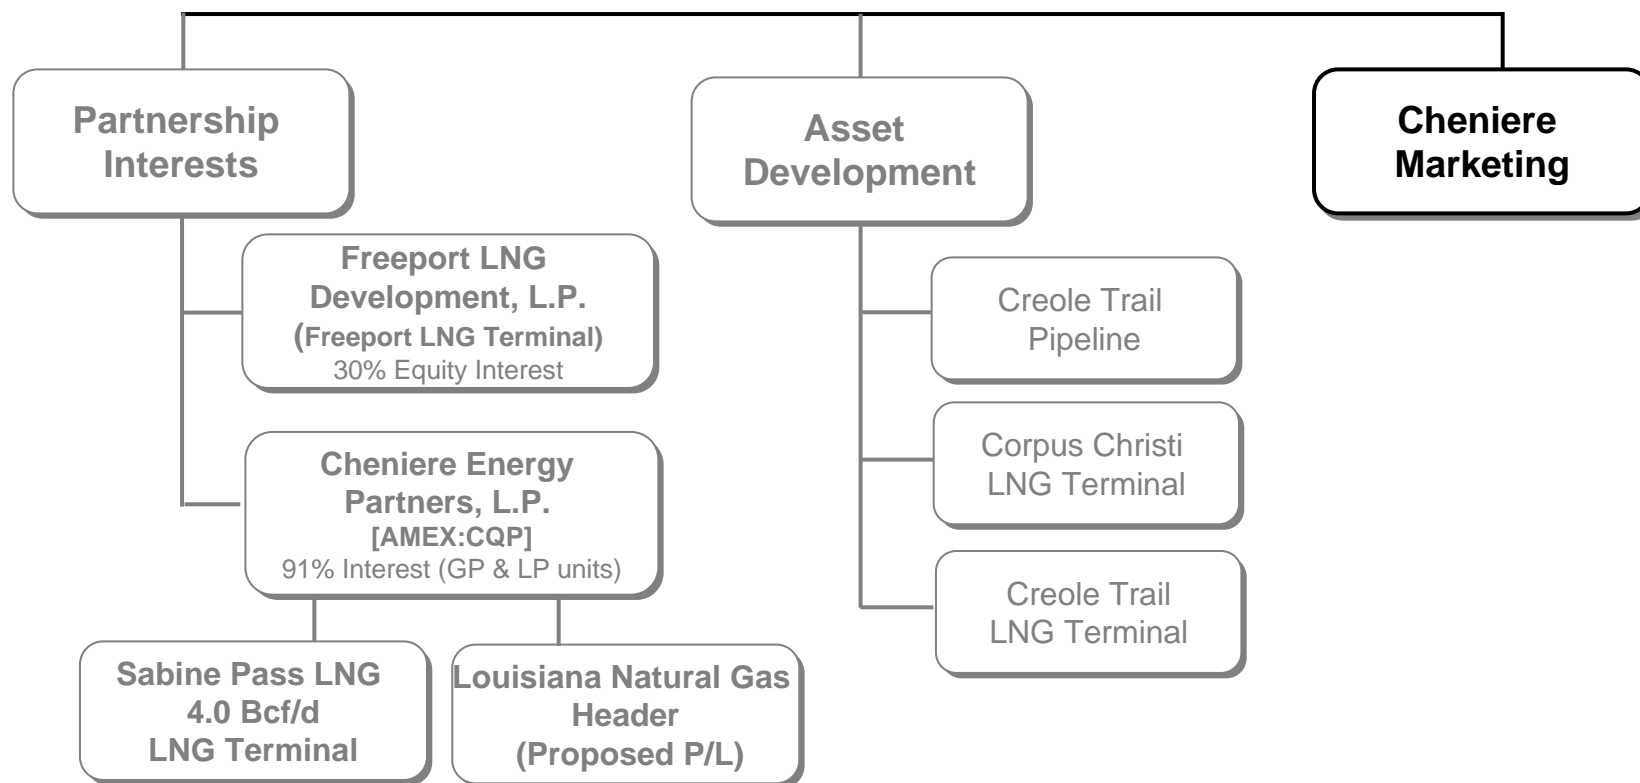 Partnership
Interests
Asset
Development
Cheniere
Marketing
Freeport LNG
Development, L.P.
(Freeport LNG Terminal)
30% Equity Interest
Cheniere Energy
Partners, L.P.
[AMEX:CQP]
91% Interest (GP & LP units)
Sabine Pass LNG
4.0 Bcf/d
LNG Terminal
Louisiana Natural Gas
Header
(Proposed P/L)
Creole Trail
Pipeline
Corpus Christi
LNG Terminal
Creole Trail
LNG Terminal